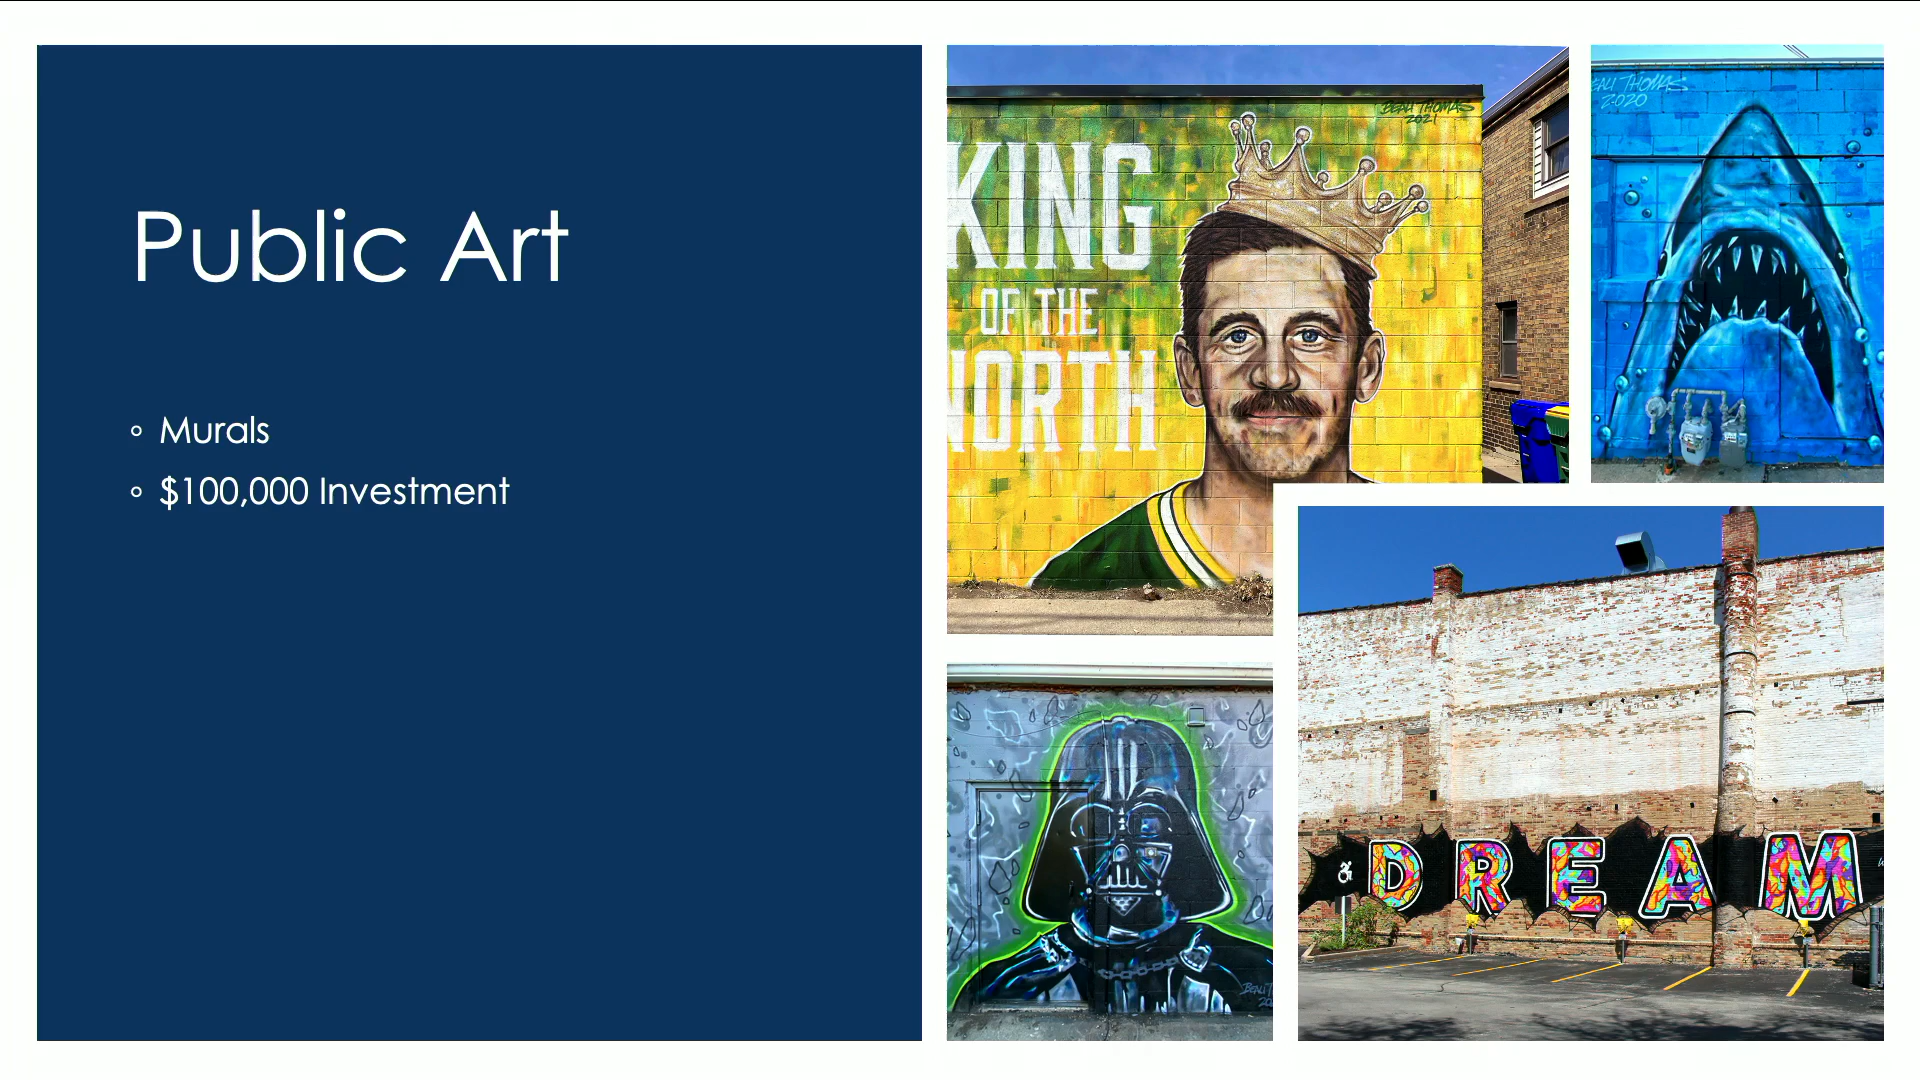 Public Art
Murals
$100,000 Investment
BEAU THOMAS
2021
KING
OF THE
NORTH
BEAU THOMAS
2020
DREAM